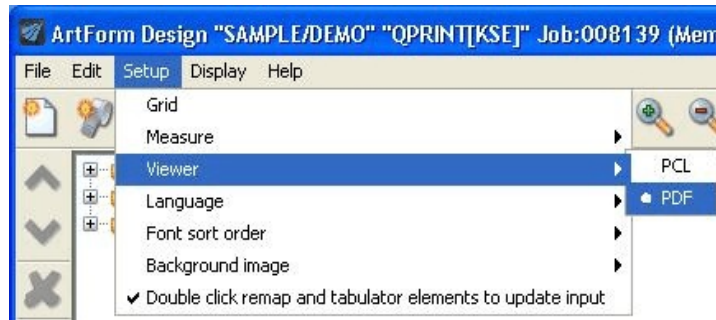 ArtForm Design "SAMPLE/DEMO" "QPRINT[KSE]" Job:008139 (Mem
File Edit Setup Display Help
Grid
Measure
Viewer
PCL
Language
PDF
Font sort order
Background image
Double click remap and tabulator elements to update input